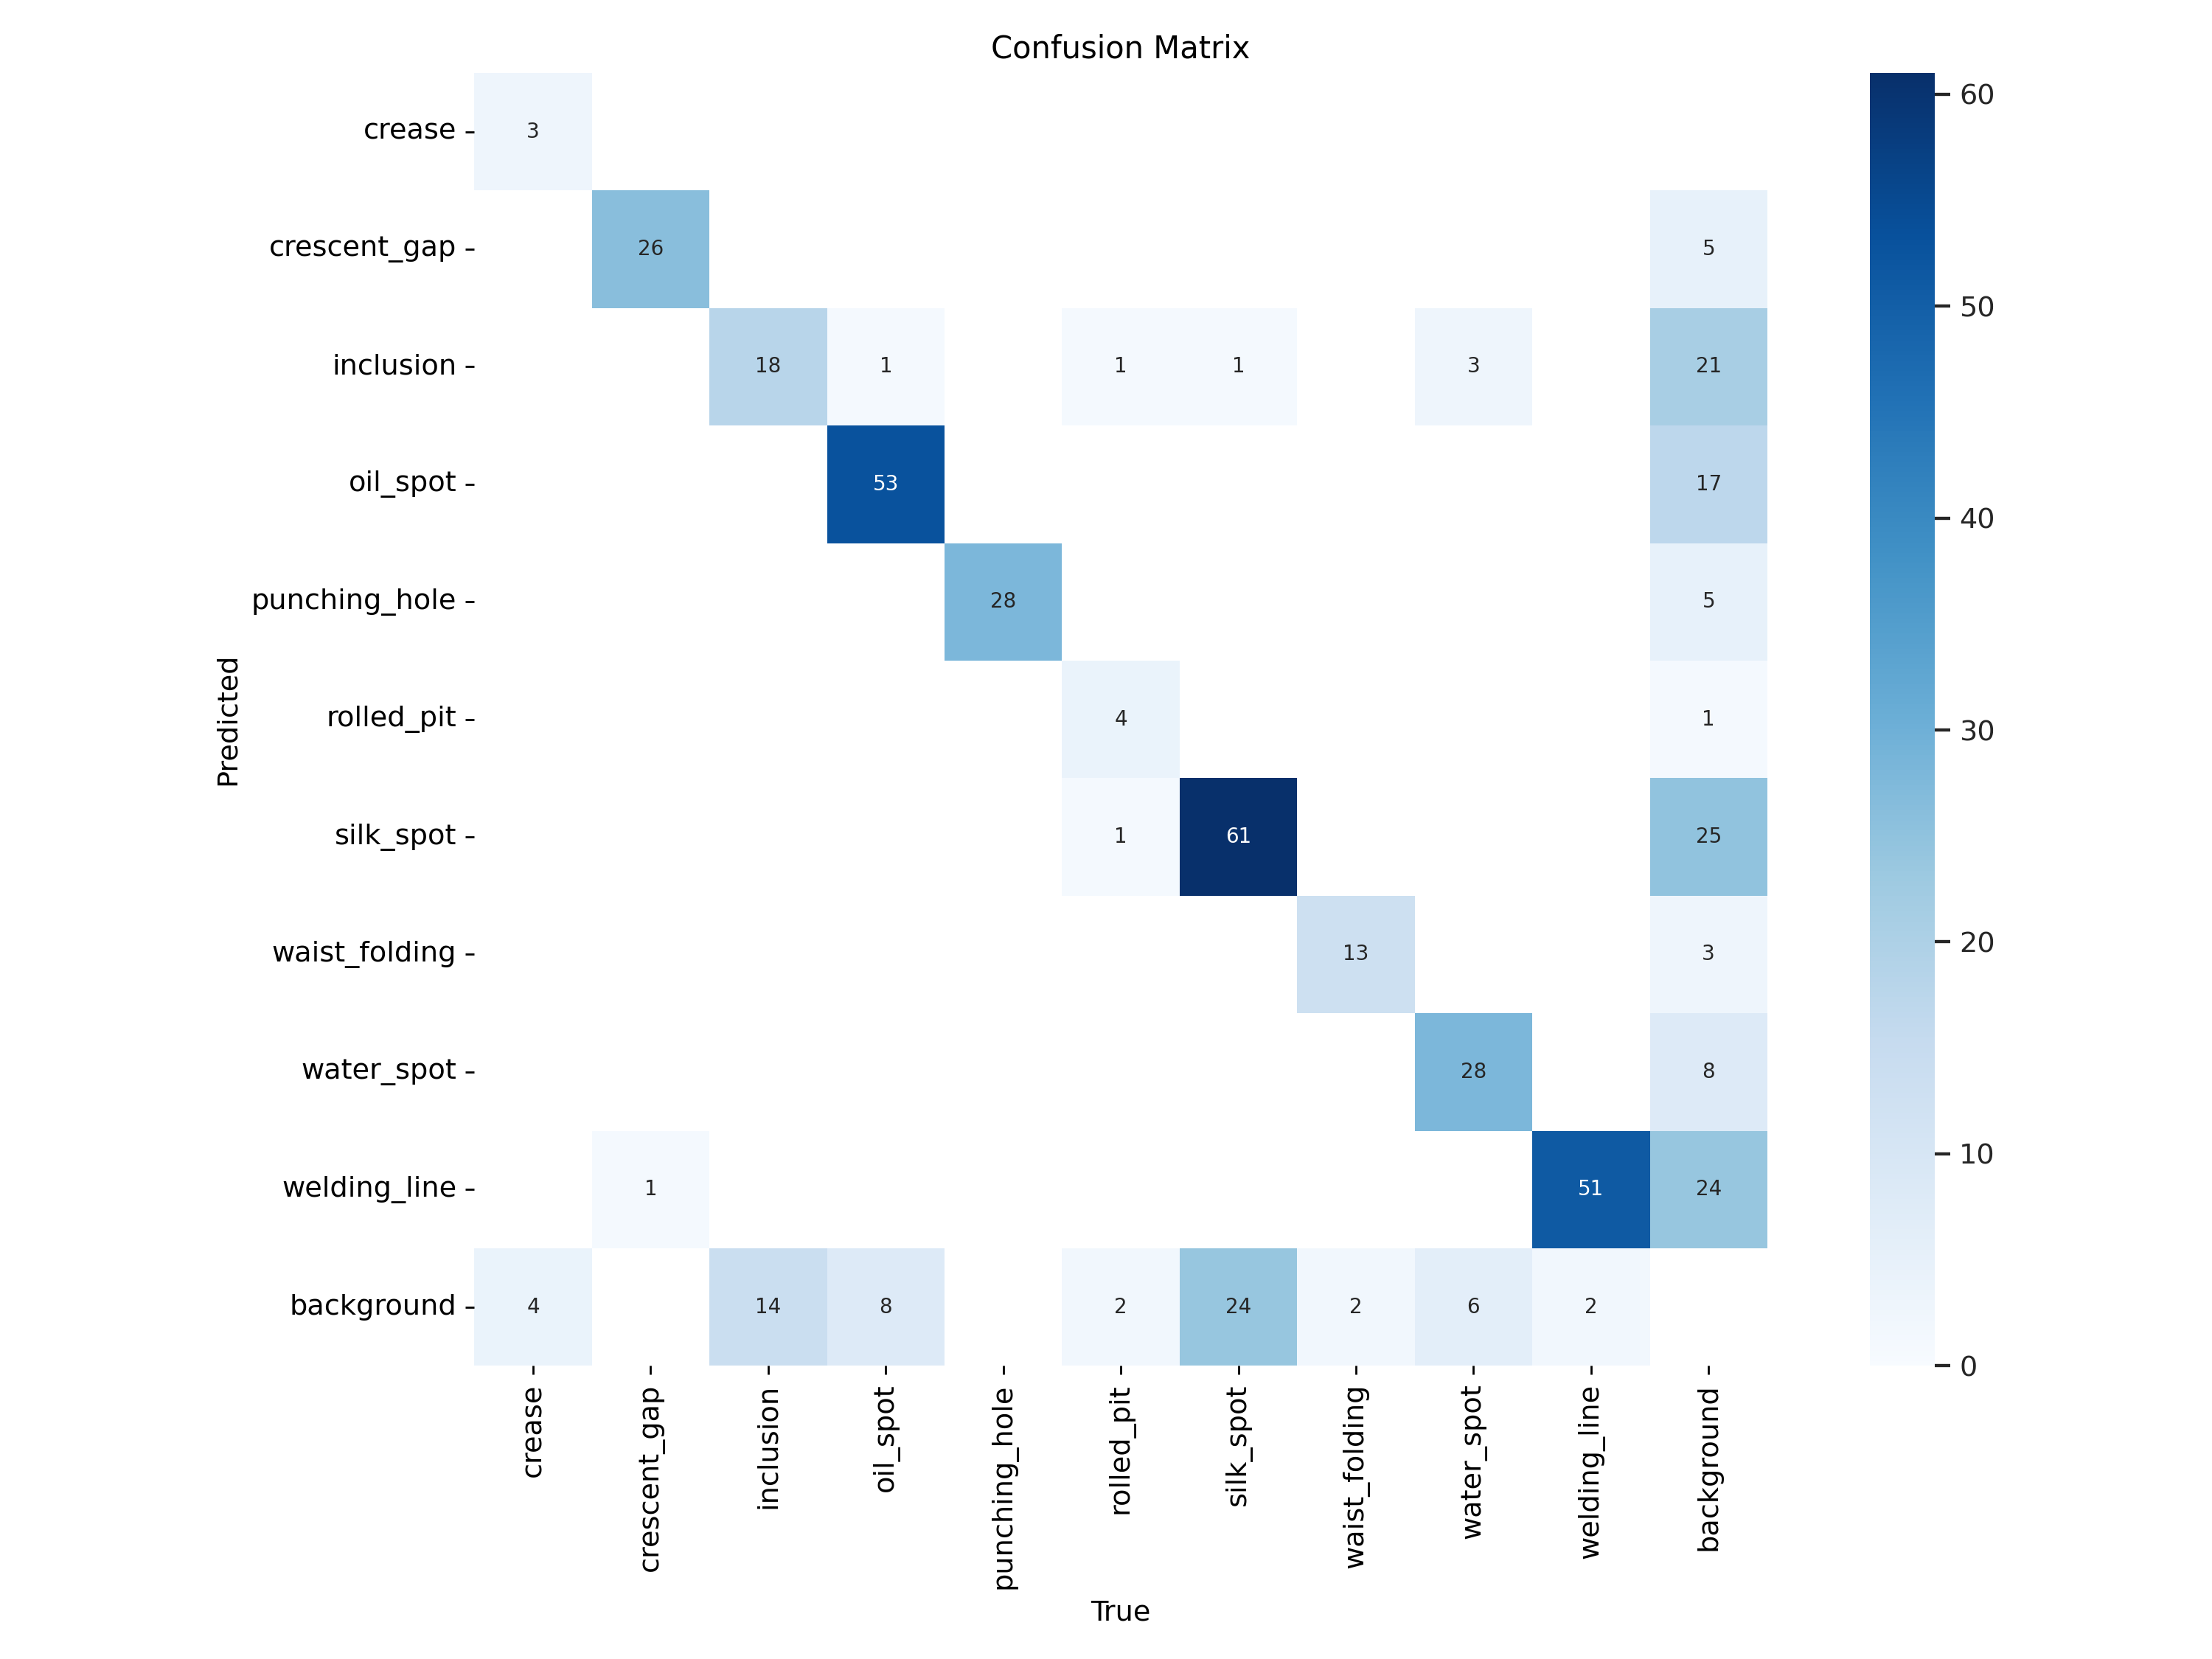 Confusion Matrix
crease 3
crescent_gap 26 5
inclusion 18 1 1 1 3 21
oil_spot 53 17
punching_hole 28 5
rolled_pit 4 1
silk_spot 1 61 25
waist_folding 13 3
water_spot 28 8
welding_line 1 51 24
background 4 14 8 2 24 2 6 2
Predicted
crease
crescent_gap
inclusion
oil_spot
punching_hole
rolled_pit
silk_spot
waist_folding
water_spot
welding_line
background
True
60
50
40
30
20
10
0